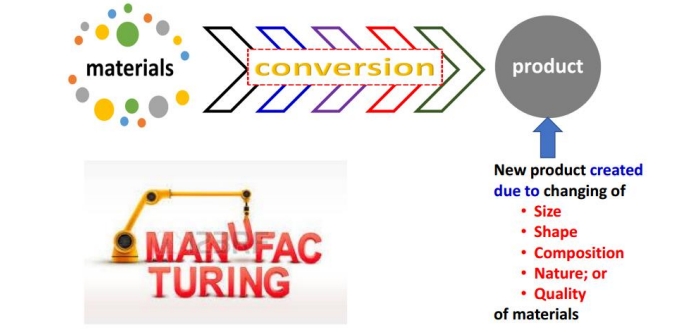 materials
conversion
product
New product created
due to changing of
• Size
• Shape
• Composition
• Nature; or
• Quality
of materials
MANUFAC
TURING